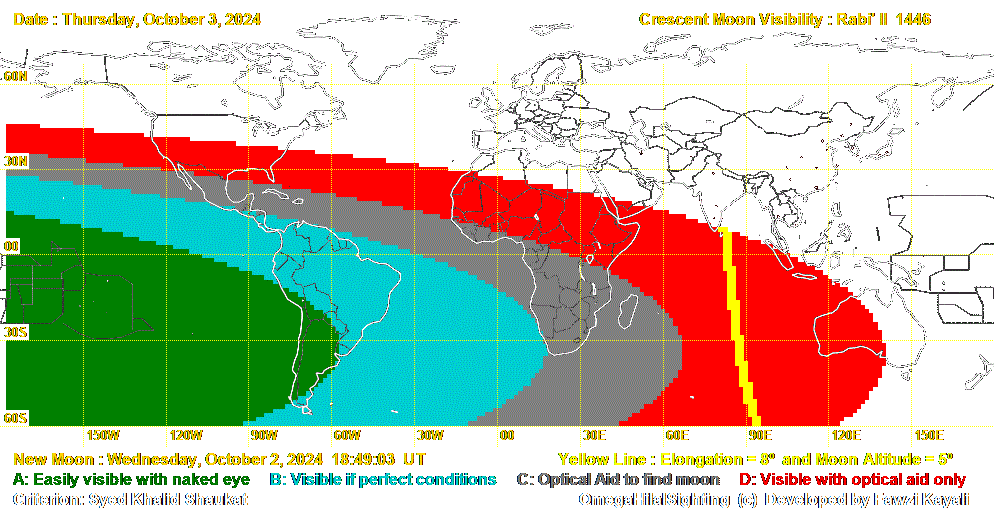 Date : Thursday, October 3, 2024 Crescent Moon Visibility : Rabi' II 1446
60N
30N
00
30S
60S
150W 120W 90W 60W 30W 00 30E 60E 90E 120E 150E
New Moon : Wednesday, October 2, 2024 18:49:03 UT Yellow Line : Elongation = 8° and Moon Altitude = 5°
A: Easily visible with naked eye B: Visible if perfect conditions C: Optical Aid to find moon D: Visible with optical aid only
Criterion: Syed Khalid Shaukat OmegaHilalSighting (c) Developed by Fawzi Kayali